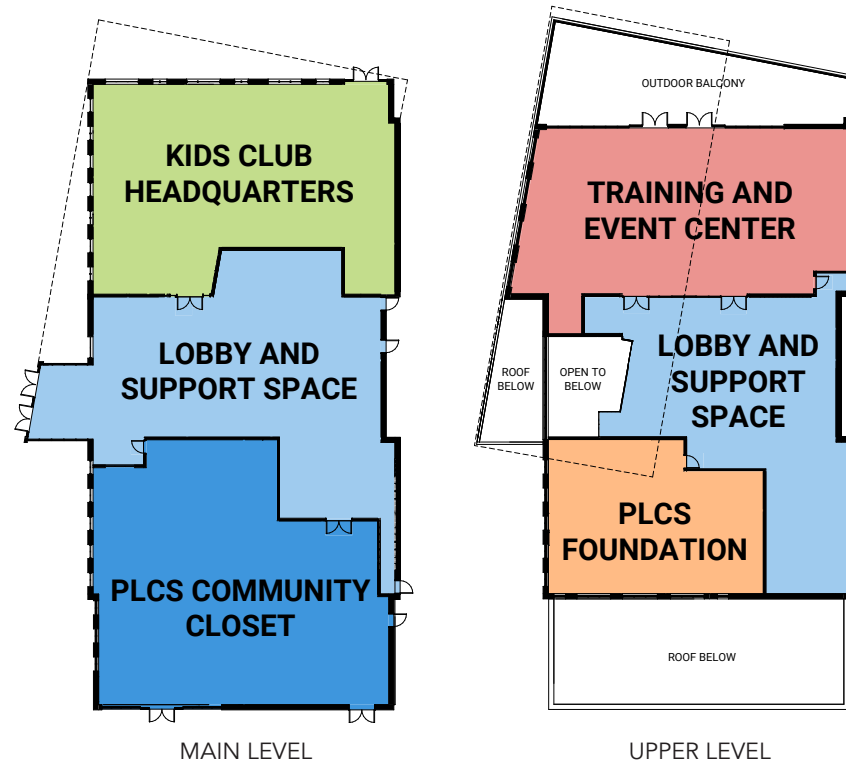 KIDS CLUB
HEADQUARTERS
LOBBY AND
SUPPORT SPACE
PLCS COMMUNITY
CLOSET
MAIN LEVEL
OUTDOOR BALCONY
TRAINING AND
EVENT CENTER
ROOF
BELOW
OPEN TO
BELOW
LOBBY AND
SUPPORT
SPACE
PLCS
FOUNDATION
ROOF BELOW
UPPER LEVEL